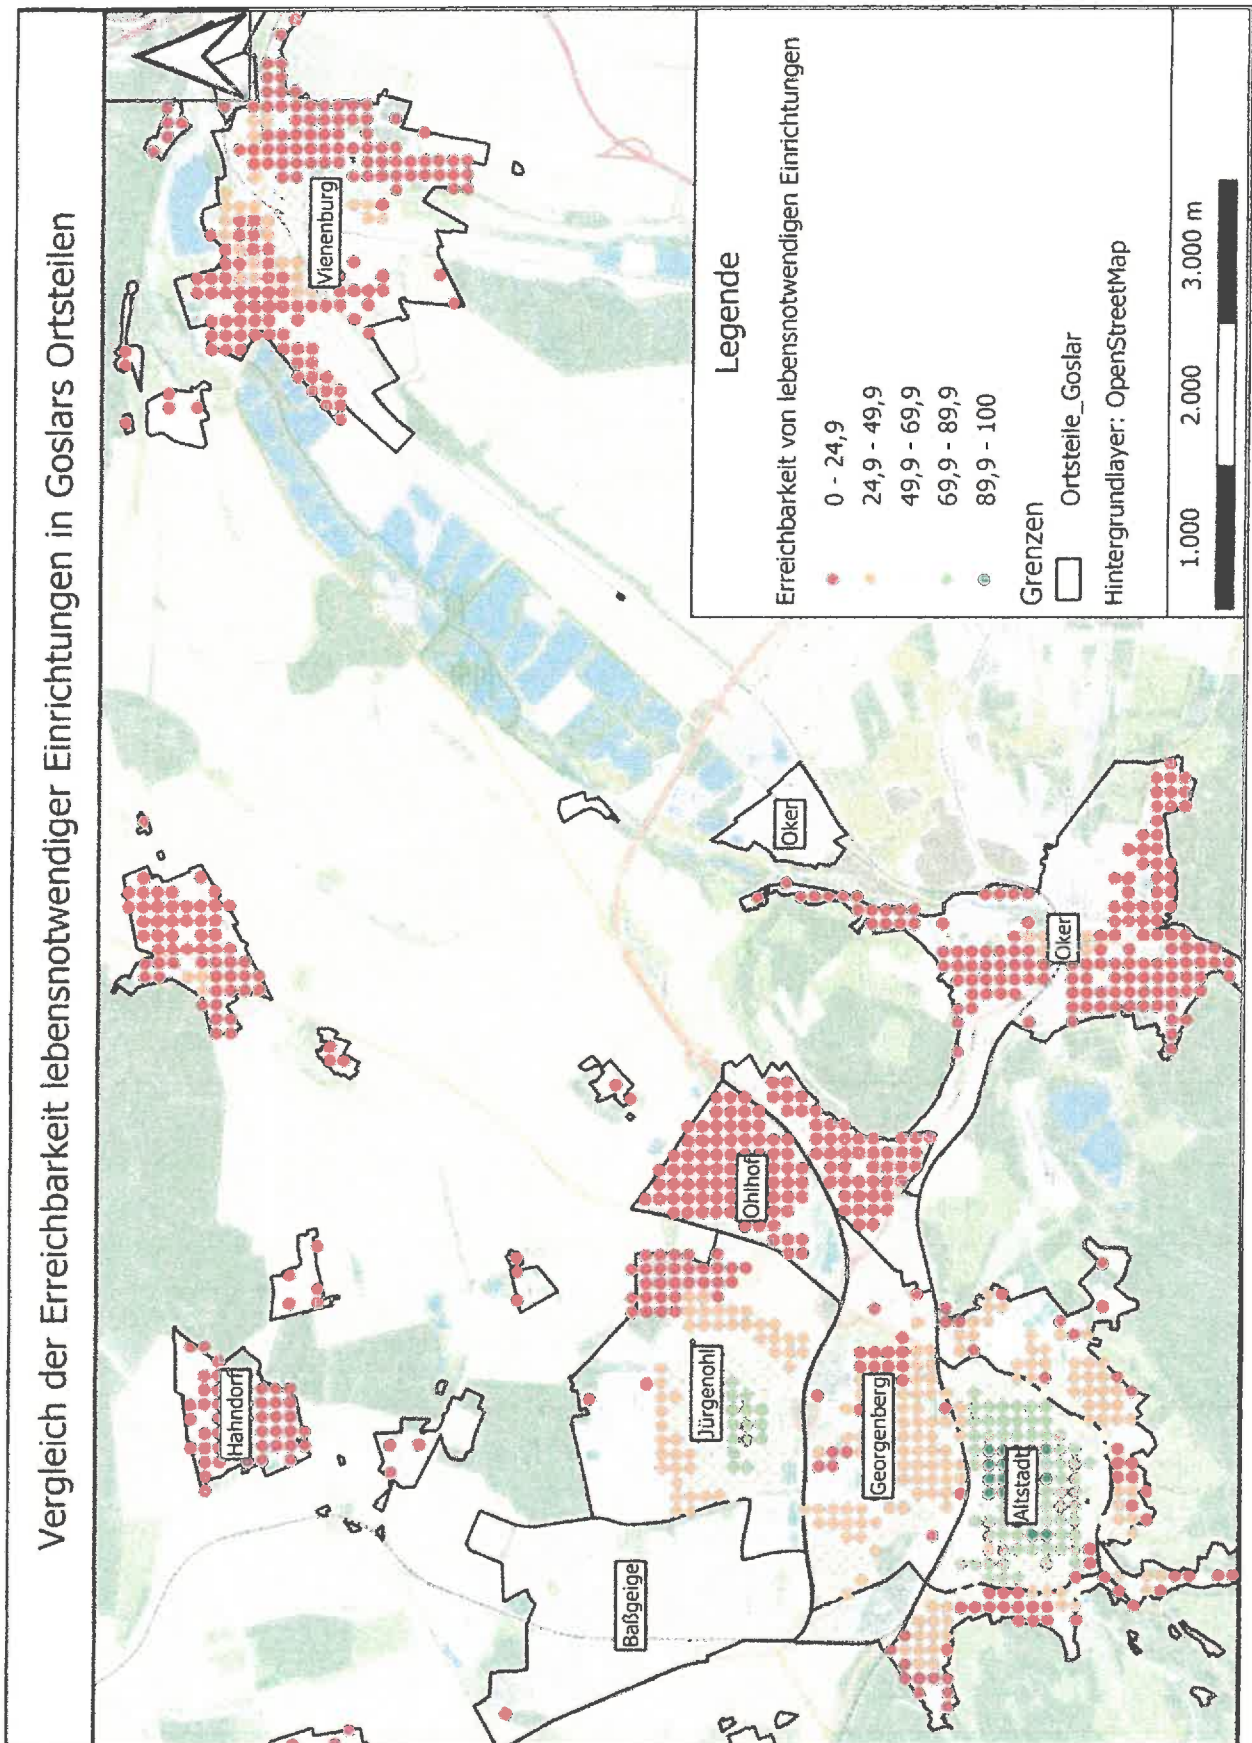 Vergleich der Erreichbarkeit lebensnotwendiger Einrichtungen in Goslars Ortsteilen
Vienenburg
Hahndorf
Oker
Oker
Ohlhof
Jürgenohl
Georgenberg
Altstadt
Baßgeige
Legende
Erreichbarkeit von lebensnotwendigen Einrichtungen
0 - 24,9
24,9 - 49,9
49,9 - 69,9
69,9 - 89,9
89,9 - 100
Grenzen
Ortsteile_Goslar
Hintergrundlayer: OpenStreetMap
1.000 2.000 3.000 m